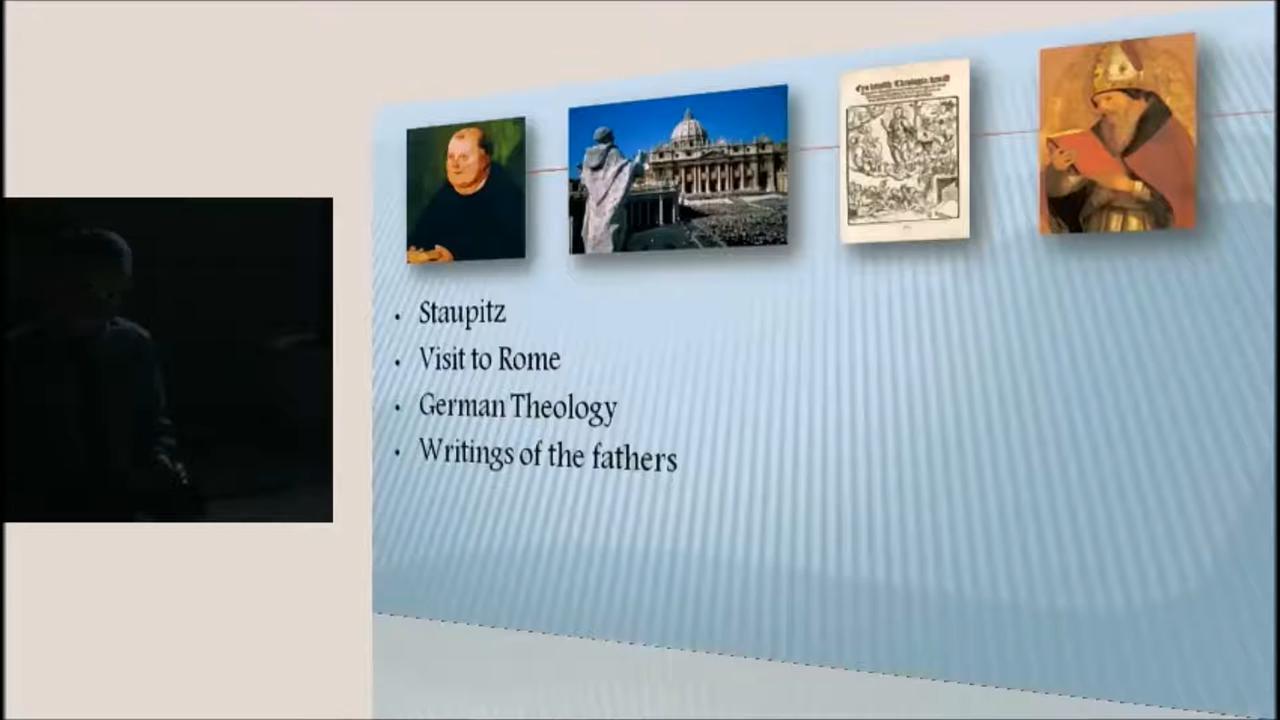 Staupitz
Visit to Rome
German Theology
Writings of the fathers